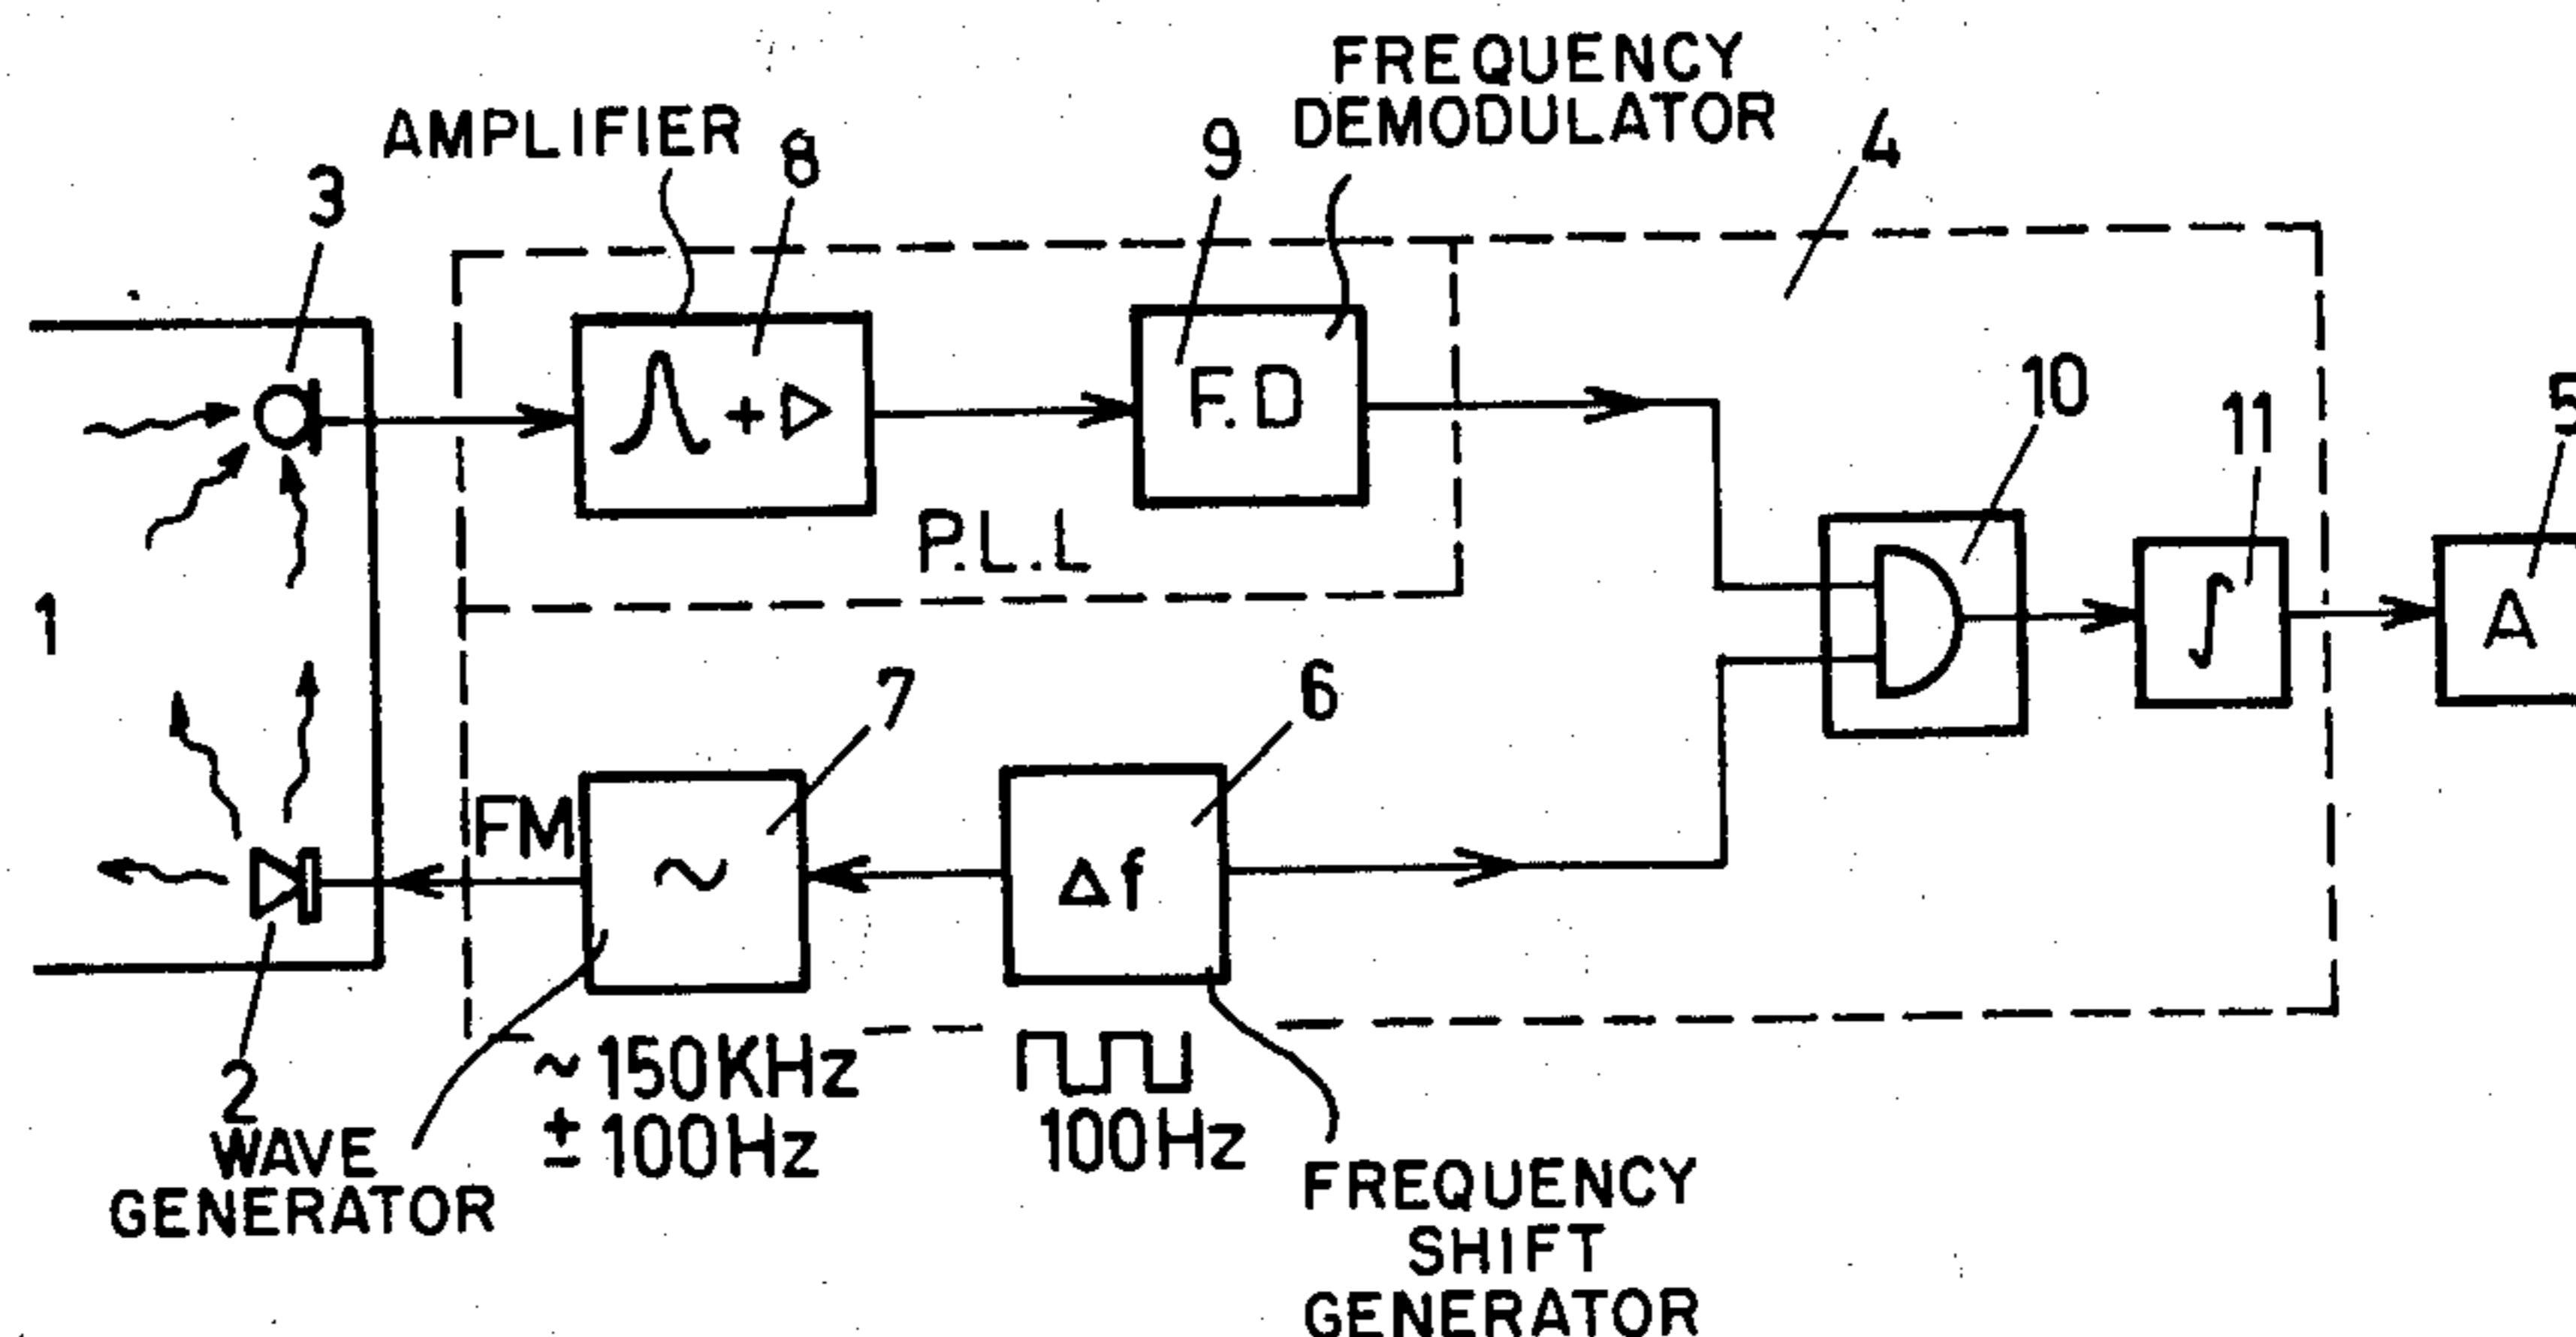 FREQUENCY
DEMODULATOR
AMPLIFIER
8
9
4
3
+
F.D
10
11
5
P.L.L
1
A
7
6
FM
~
Δf
2
~150KHz
±100Hz
100Hz
WAVE
GENERATOR
FREQUENCY
SHIFT
GENERATOR